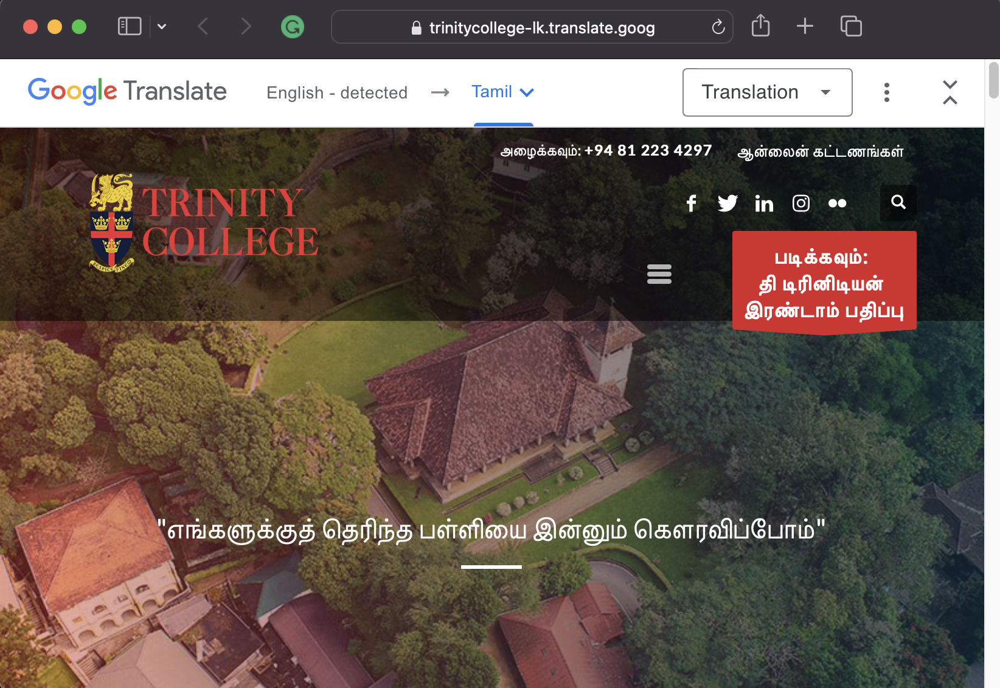 trinitycollege-lk.translate.goog
Google Translate
English - detected
Tamil
Translation
அழைக்கவும்: +94 81 223 4297
ஆன்லைன் கட்டணங்கள்
TRINITY
COLLEGE
RESPICE FINEM
படிக்கவும்:
தி டிரினிடியன்
இரண்டாம் பதிப்பு
"எங்களுக்குத் தெரிந்த பள்ளியை இன்னும் கௌரவிப்போம்"